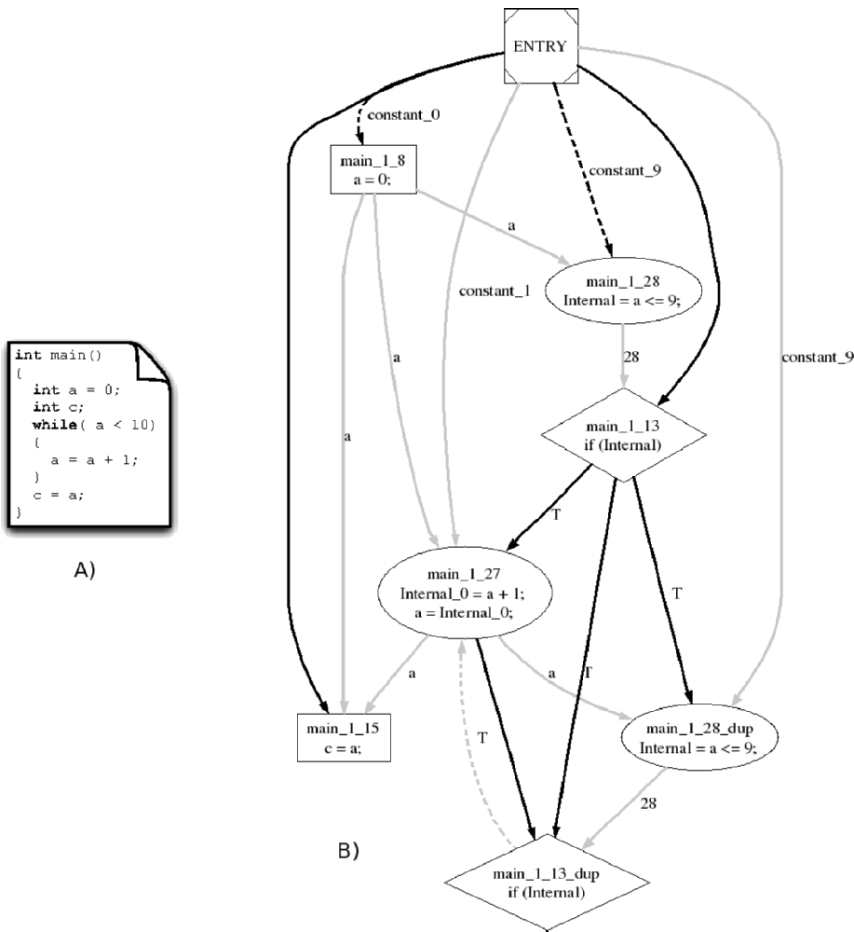 ENTRY
constant_0
main_1_8
a = 0;
constant_9
a
main_1_28
Internal = a <= 9;
constant_1
int main()
{
int a = 0;
int c;
while( a < 10)
{
a = a + 1;
}
c = a;
}
A)
28
constant_9
a
main_1_13
if (Internal)
a
T
main_1_27
Internal_0 = a + 1;
a = Internal_0;
T
a
T
a
main_1_15
c = a;
T
main_1_28_dup
Internal = a <= 9;
28
B)
main_1_13_dup
if (Internal)